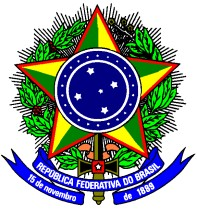 REPÚBLICA FEDERATIVA DO BRASIL
15 de novembro de 1889